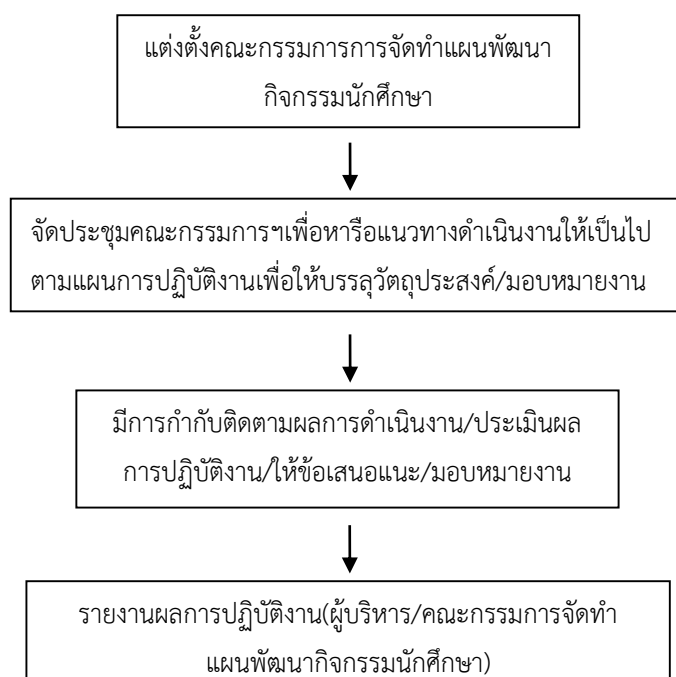 แต่งตั้งคณะกรรมการการจัดทำแผนพัฒนา
กิจกรรมนักศึกษา
จัดประชุมคณะกรรมการฯเพื่อหารือแนวทางดำเนินงานให้เป็นไป
ตามแผนการปฏิบัติงานเพื่อให้บรรลุวัตถุประสงค์/มอบหมายงาน
มีการกำกับติดตามผลการดำเนินงาน/ประเมินผล
การปฏิบัติงาน/ให้ข้อเสนอแนะ/มอบหมายงาน
รายงานผลการปฏิบัติงาน(ผู้บริหาร/คณะกรรมการจัดทำ
แผนพัฒนากิจกรรมนักศึกษา)